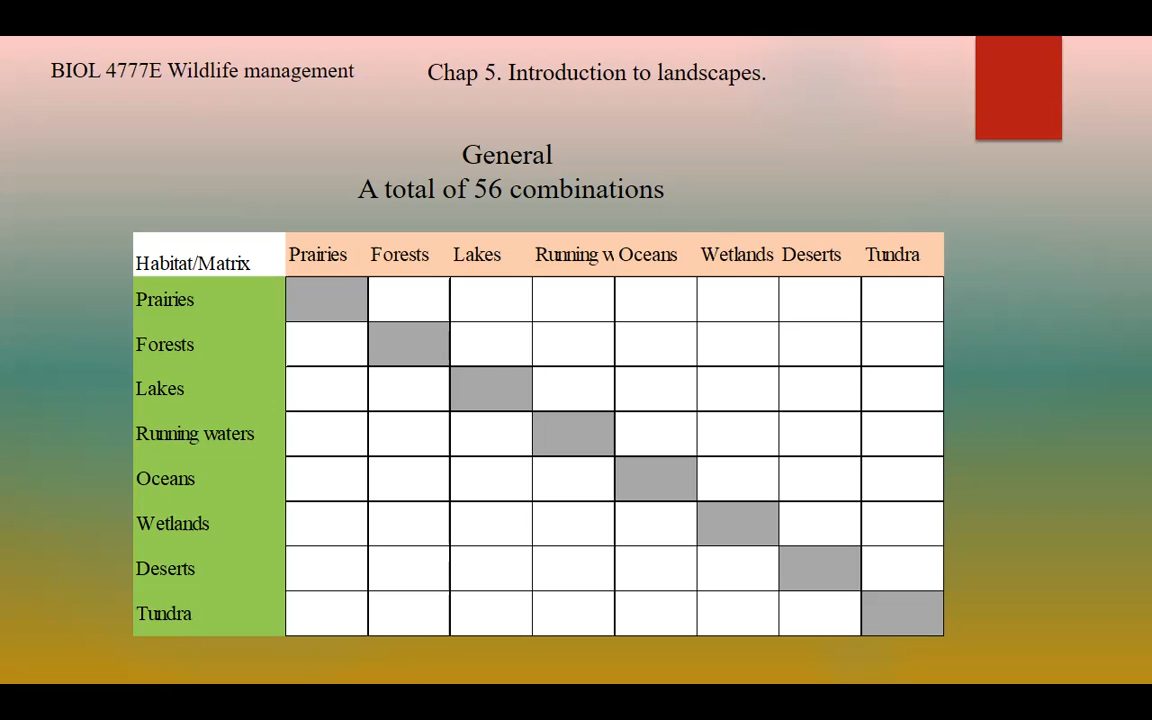 BIOL 4777E Wildlife management
Chap 5. Introduction to landscapes.
General
A total of 56 combinations
Habitat/Matrix Prairies Forests Lakes Running w Oceans Wetlands Deserts Tundra
Prairies
Forests
Lakes
Running waters
Oceans
Wetlands
Deserts
Tundra